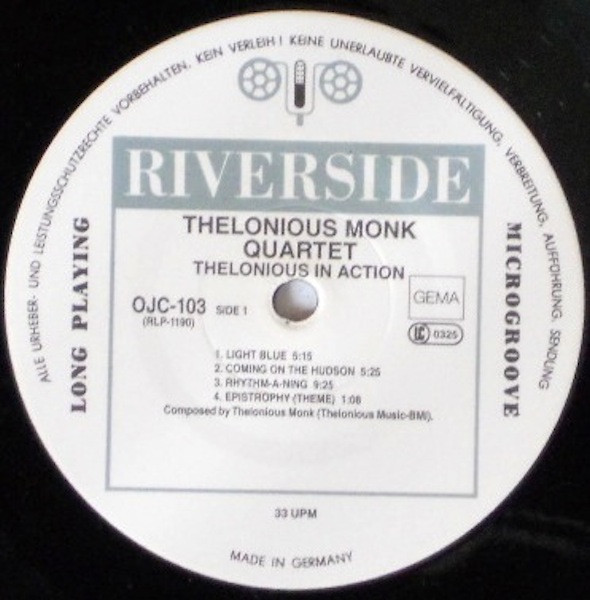 ALLE URHEBER- UND LEISTUNGSSCHUTZRECHTE VORBEHALTEN. KEIN VERLEIH! KEINE UNERLAUBTE VERVIELFÄLTIGUNG, VERBREITUNG, AUFFÜHRUNG, SENDUNG
RIVERSIDE
THELONIOUS MONK
QUARTET
THELONIOUS IN ACTION
LONG PLAYING
MICROGROOVE
OJC-103 SIDE 1
(RLP-1190)
GEMA
LC 0325
1. LIGHT BLUE 5:15
2. COMING ON THE HUDSON 5:25
3. RHYTHM-A-NING 9:25
4. EPISTROPHY (THEME) 1:08
Composed by Thelonious Monk (Thelonious Music-BMI).
33 UPM
MADE IN GERMANY